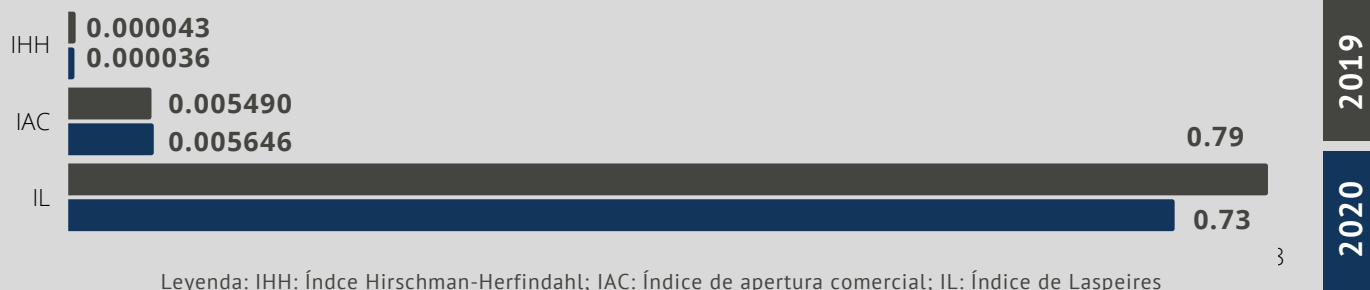 IHH
0.000043
0.000036
IAC
0.005490
0.005646
IL
0.79
0.73
2019
2020
Leyenda: IHH: Índce Hirschman-Herfindahl; IAC: Índice de apertura comercial; IL: Índice de Laspeires